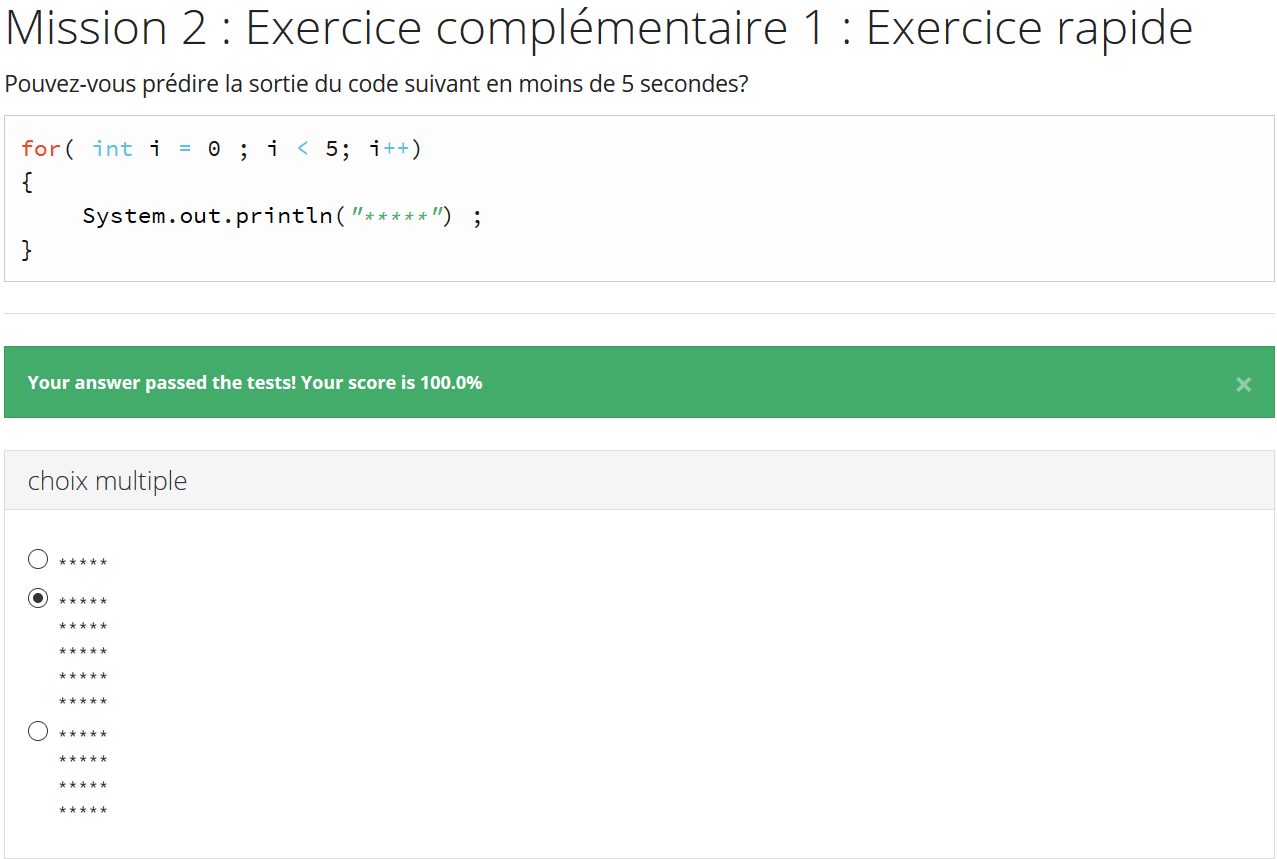 Mission 2 : Exercice complémentaire 1 : Exercice rapide
Pouvez-vous prédire la sortie du code suivant en moins de 5 secondes?
for( int i = 0 ; i < 5; i++)
{
    System.out.println("*****") ;
}
Your answer passed the tests! Your score is 100.0%
×
choix multiple
*****
*****
*****
*****
*****
*****
*****
*****
*****
*****